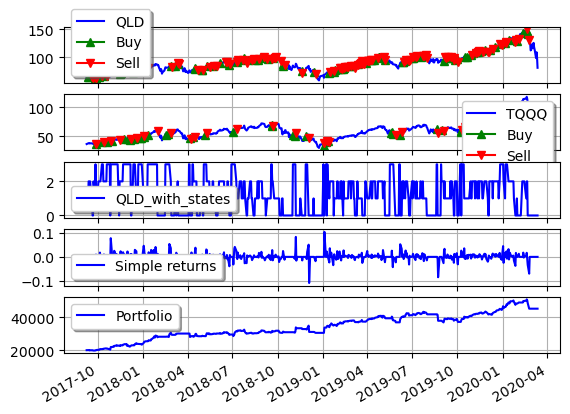 150
100
QLD
Buy
Sell
100
50
TQQQ
Buy
Sell
2
0
QLD_with_states
0.1
0.0
−0.1
Simple returns
40000
20000
Portfolio
2017-10 2018-01 2018-04 2018-07 2018-10 2019-01 2019-04 2019-07 2019-10 2020-01 2020-04